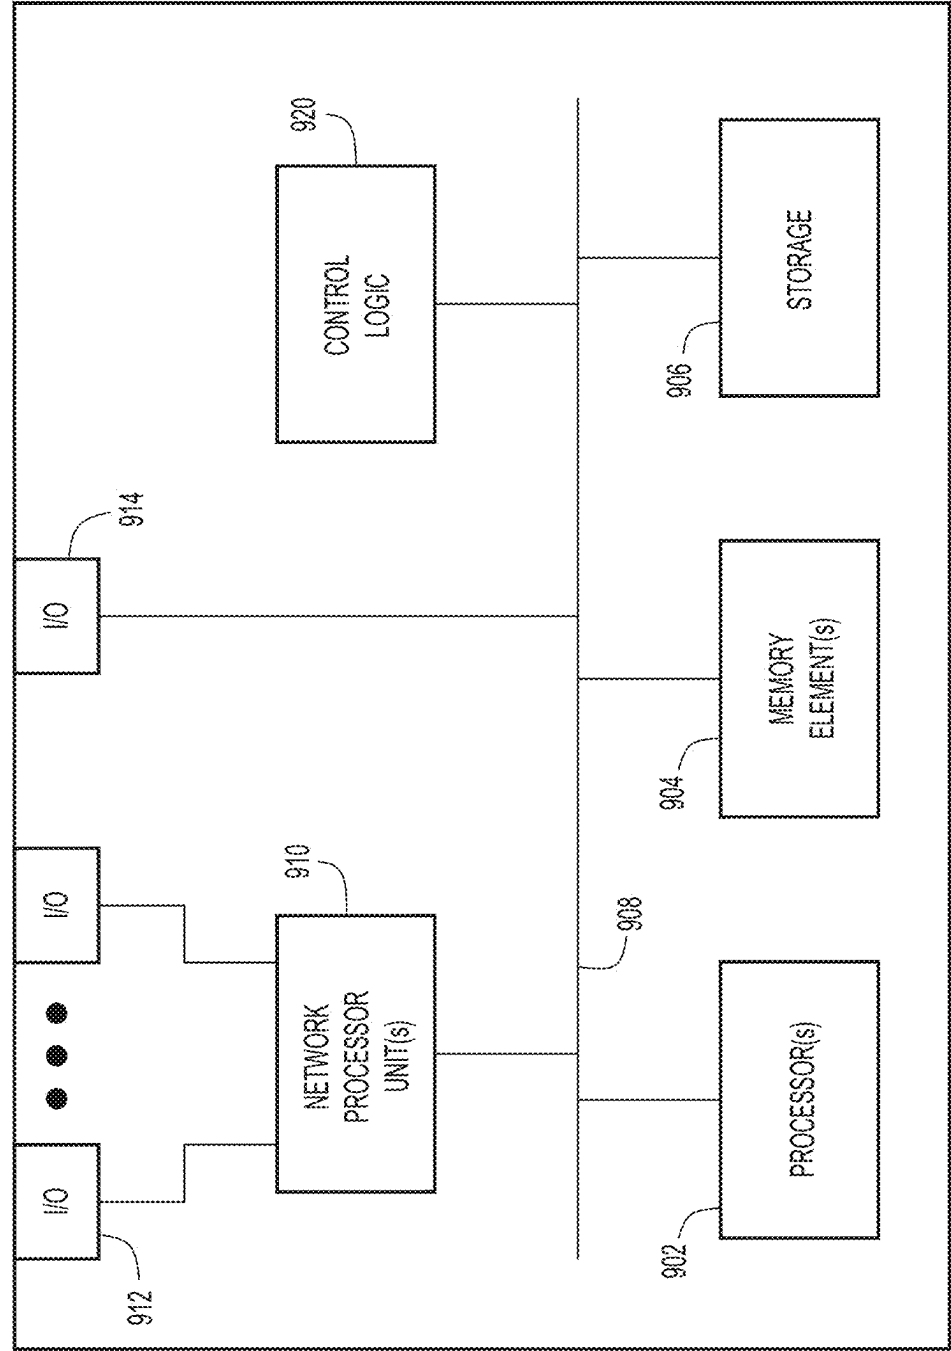 912
I/O
I/O
I/O
914
910
NETWORK
PROCESSOR
UNIT(s)
920
CONTROL
LOGIC
908
902
PROCESSOR(s)
904
MEMORY
ELEMENT(s)
906
STORAGE